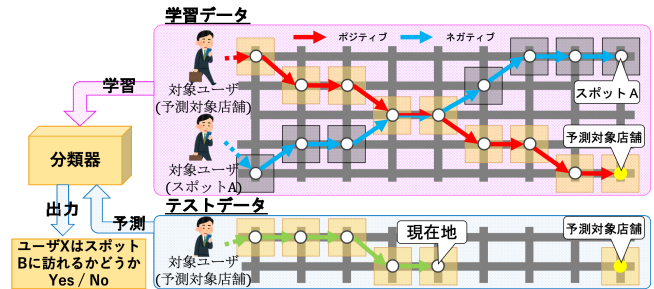 学習データ
ポジティブ
ネガティブ
対象ユーザ
(予測対象店舗)
スポットA
学習
対象ユーザ
(スポットA)
予測対象店舗
分類器
出力
予測
テストデータ
現在地
予測対象店舗
対象ユーザ
(予測対象店舗)
ユーザXはスポット
Bに訪れるかどうか
Yes / No